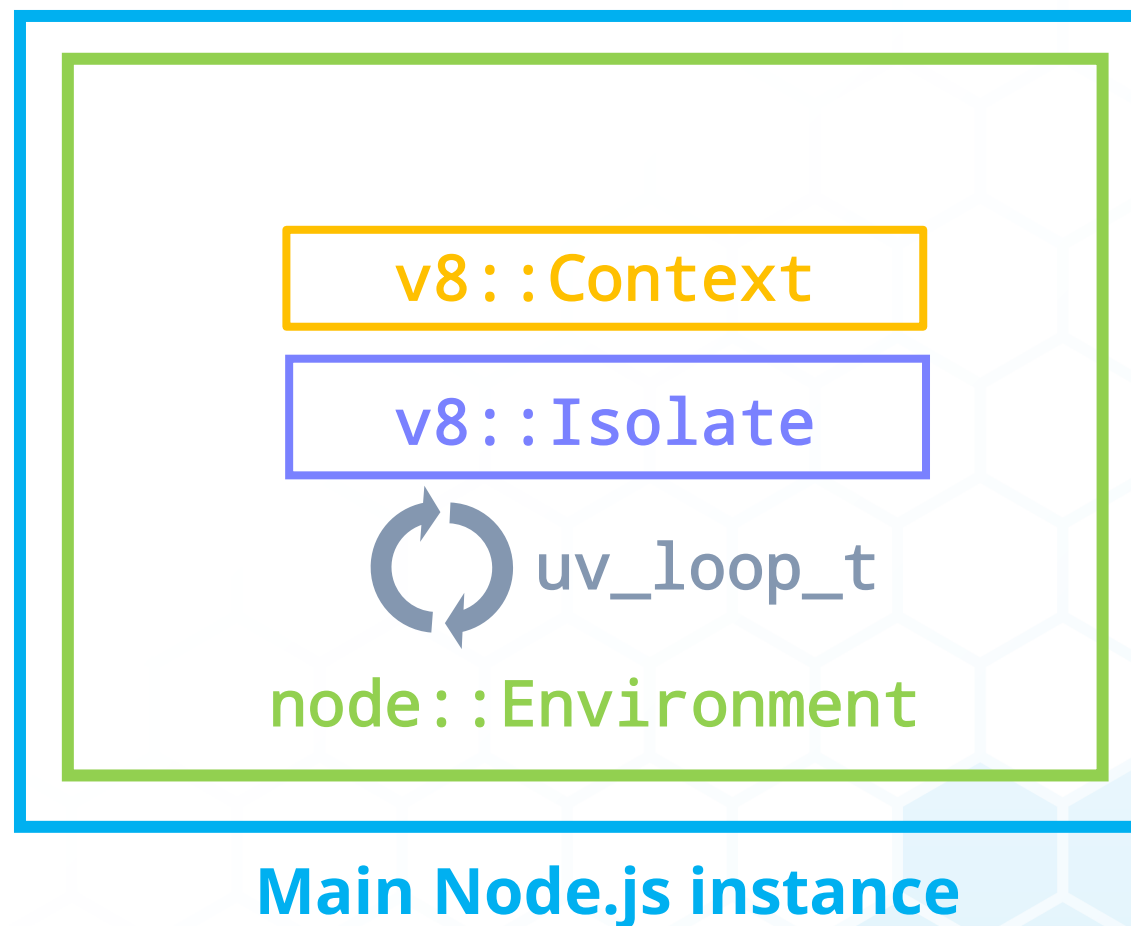 v8::Context
v8::Isolate
uv_loop_t
node::Environment
Main Node.js instance